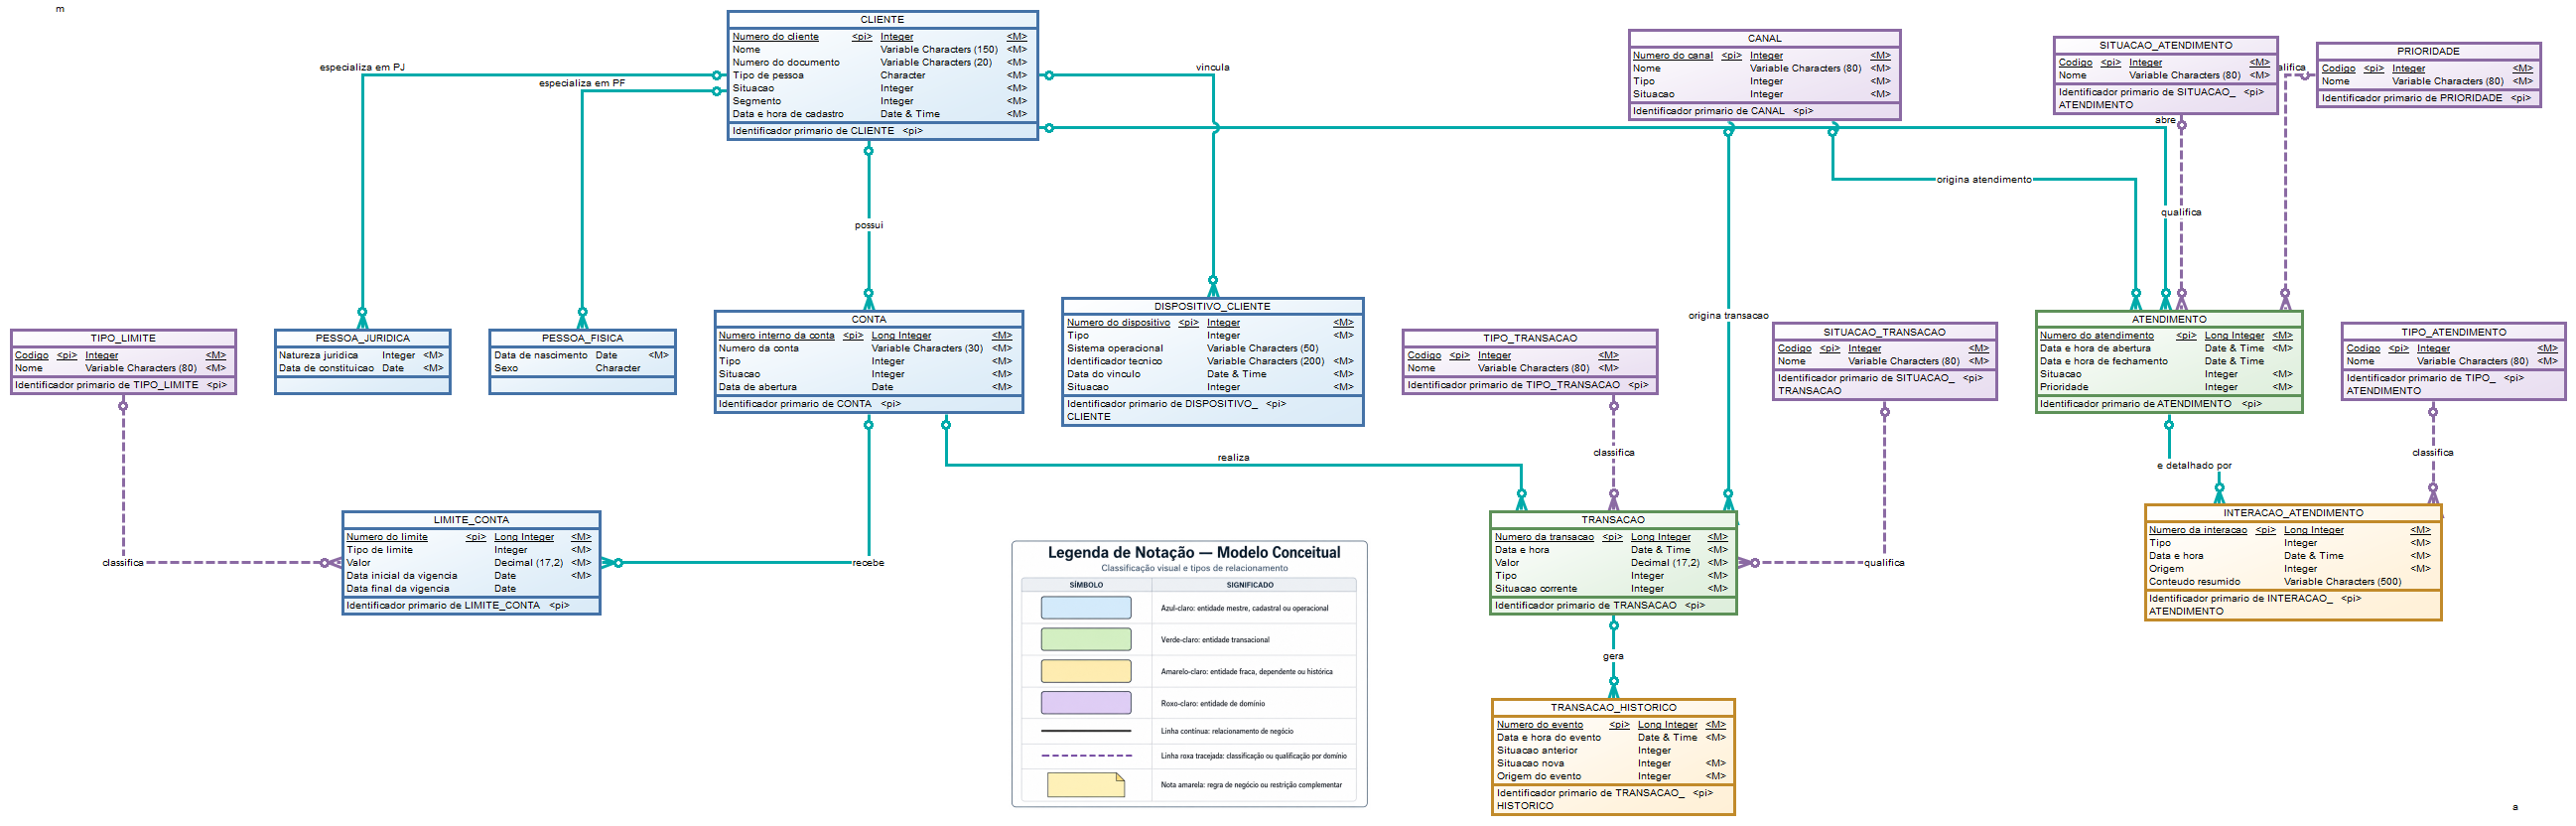 m
CLIENTE
Numero do cliente <pi> Integer <M>
Nome Variable Characters (150) <M>
Numero do documento Variable Characters (20) <M>
Tipo de pessoa Character <M>
Situacao Integer <M>
Segmento Integer <M>
Data e hora de cadastro Date & Time <M>
Identificador primario de CLIENTE <pi>
CANAL
Numero do canal <pi> Integer <M>
Nome Variable Characters (80) <M>
Tipo Integer <M>
Situacao Integer <M>
Identificador primario de CANAL <pi>
SITUACAO_ATENDIMENTO
Codigo <pi> Integer <M>
Nome Variable Characters (80) <M>
Identificador primario de SITUACAO_ <pi>
ATENDIMENTO
alifica
PRIORIDADE
Codigo <pi> Integer <M>
Nome Variable Characters (80) <M>
Identificador primario de PRIORIDADE <pi>
especializa em PJ
especializa em PF
vincula
abre
origina atendimento
qualifica
possui
origina transacao
TIPO_LIMITE
Codigo <pi> Integer <M>
Nome Variable Characters (80) <M>
Identificador primario de TIPO_LIMITE <pi>
PESSOA_JURIDICA
Natureza juridica Integer <M>
Data de constituicao Date <M>
PESSOA_FISICA
Data de nascimento Date <M>
Sexo Character
CONTA
Numero interno da conta <pi> Long Integer <M>
Numero da conta Variable Characters (30) <M>
Tipo Integer <M>
Situacao Integer <M>
Data de abertura Date <M>
Identificador primario de CONTA <pi>
DISPOSITIVO_CLIENTE
Numero do dispositivo <pi> Integer <M>
Tipo Integer <M>
Sistema operacional Variable Characters (50)
Identificador tecnico Variable Characters (200) <M>
Data do vinculo Date & Time <M>
Situacao Integer <M>
Identificador primario de DISPOSITIVO_ <pi>
CLIENTE
TIPO_TRANSACAO
Codigo <pi> Integer <M>
Nome Variable Characters (80) <M>
Identificador primario de TIPO_TRANSACAO <pi>
SITUACAO_TRANSACAO
Codigo <pi> Integer <M>
Nome Variable Characters (80) <M>
Identificador primario de SITUACAO_ <pi>
TRANSACAO
ATENDIMENTO
Numero do atendimento <pi> Long Integer <M>
Data e hora de abertura Date & Time <M>
Data e hora de fechamento Date & Time
Situacao Integer <M>
Prioridade Integer <M>
Identificador primario de ATENDIMENTO <pi>
TIPO_ATENDIMENTO
Codigo <pi> Integer <M>
Nome Variable Characters (80) <M>
Identificador primario de TIPO_ <pi>
ATENDIMENTO
realiza
classifica
e detalhado por
classifica
classifica
LIMITE_CONTA
Numero do limite <pi> Long Integer <M>
Tipo de limite Integer <M>
Valor Decimal (17,2) <M>
Data inicial da vigencia Date <M>
Data final da vigencia Date
Identificador primario de LIMITE_CONTA <pi>
recebe
Legenda de Notação — Modelo Conceitual
Classificação visual e tipos de relacionamento
SÍMBOLO SIGNIFICADO
Azul-claro: entidade mestre, cadastral ou operacional
Verde-claro: entidade transacional
Amarelo-claro: entidade fraca, dependente ou histórica
Roxo-claro: entidade de domínio
Linha contínua: relacionamento de negócio
Linha roxa tracejada: classificação ou qualificação por domínio
Nota amarela: regra de negócio ou restrição complementar
TRANSACAO
Numero da transacao <pi> Long Integer <M>
Data e hora Date & Time <M>
Valor Decimal (17,2) <M>
Tipo Integer <M>
Situacao corrente Integer <M>
Identificador primario de TRANSACAO <pi>
qualifica
INTERACAO_ATENDIMENTO
Numero da interacao <pi> Long Integer <M>
Tipo Integer <M>
Data e hora Date & Time <M>
Origem Integer <M>
Conteudo resumido Variable Characters (500)
Identificador primario de INTERACAO_ <pi>
ATENDIMENTO
gera
TRANSACAO_HISTORICO
Numero do evento <pi> Long Integer <M>
Data e hora do evento Date & Time <M>
Situacao anterior Integer
Situacao nova Integer <M>
Origem do evento Integer <M>
Identificador primario de TRANSACAO_ <pi>
HISTORICO
a